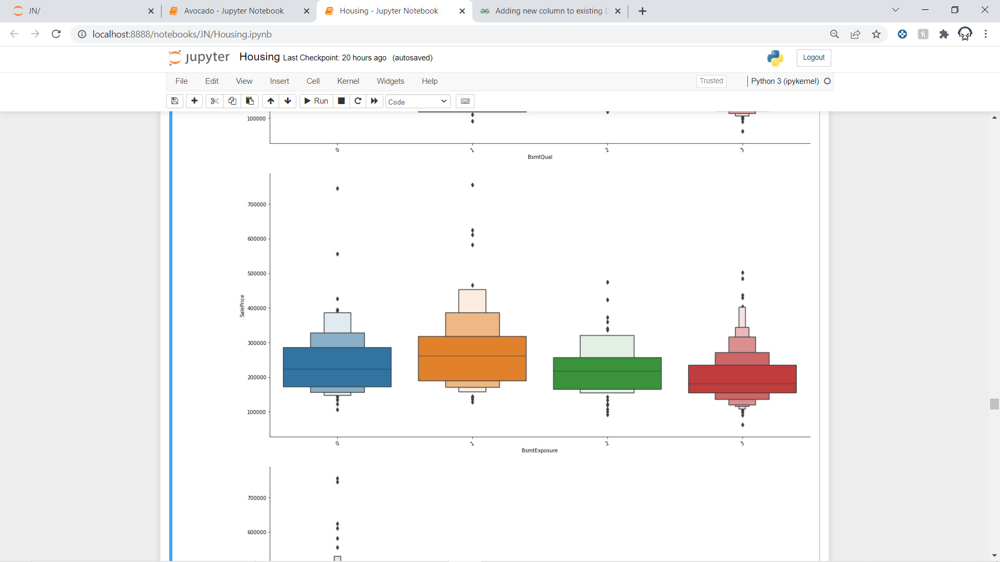 JN/
Avocado - Jupyter Notebook
Housing - Jupyter Notebook
Adding new column to existing D
localhost:8888/notebooks/JN/Housing.ipynb
jupyter Housing Last Checkpoint: 20 hours ago (autosaved)
Logout
File Edit View Insert Cell Kernel Widgets Help
Trusted
Python 3 (ipykernel)
Run
Code
100000
0 1 2 3
BsmtQual
700000
600000
500000
400000
300000
200000
100000
SalePrice
0 1 2 3
BsmtExposure
700000
600000